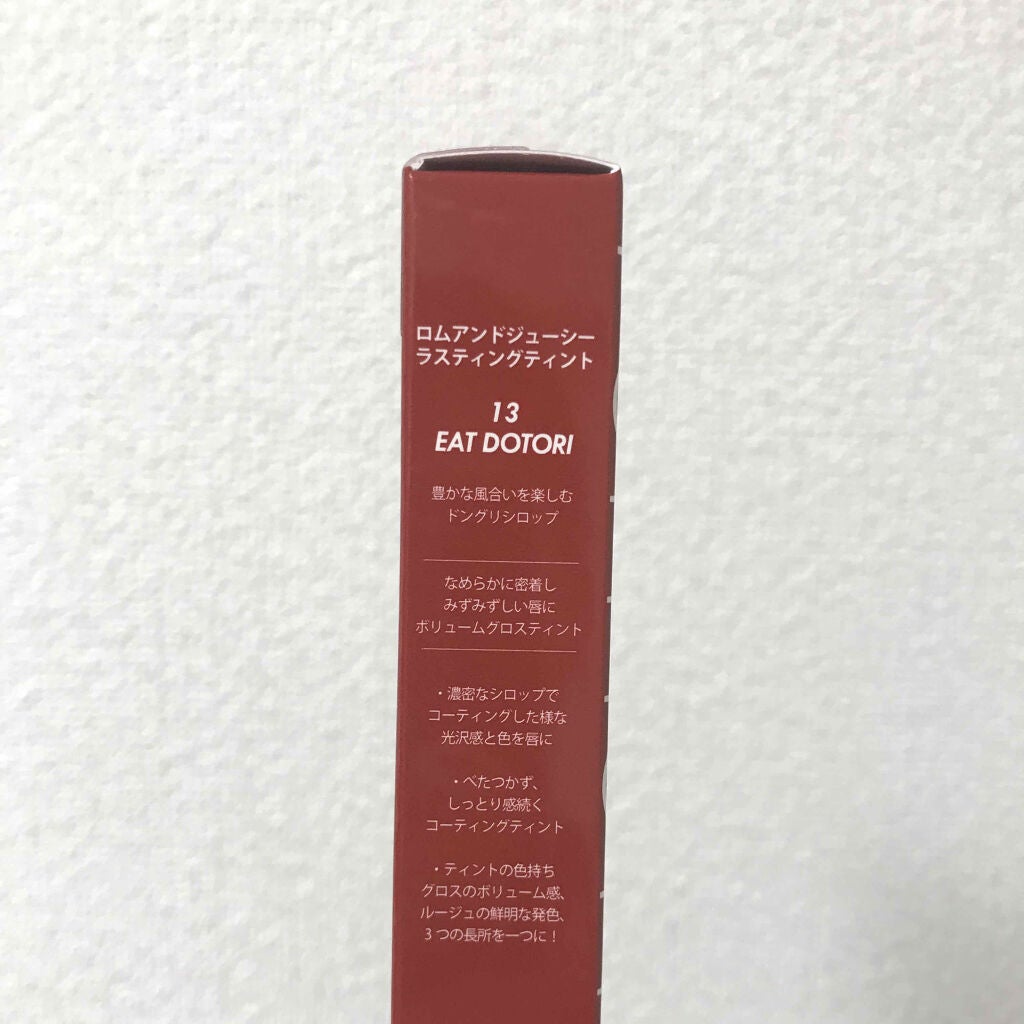 ロムアンドジューシー
ラスティングティント
13
EAT DOTORI
豊かな風合いを楽しむ
ドングリシロップ
なめらかに密着し
みずみずしい唇に
ボリュームグロスティント
・濃密なシロップで
コーティングした様な
光沢感と色を唇に
・べたつかず、
しっとり感続く
コーティングティント
・ティントの色持ち
グロスのボリューム感、
ルージュの鮮明な発色、
3つの長所を一つに！